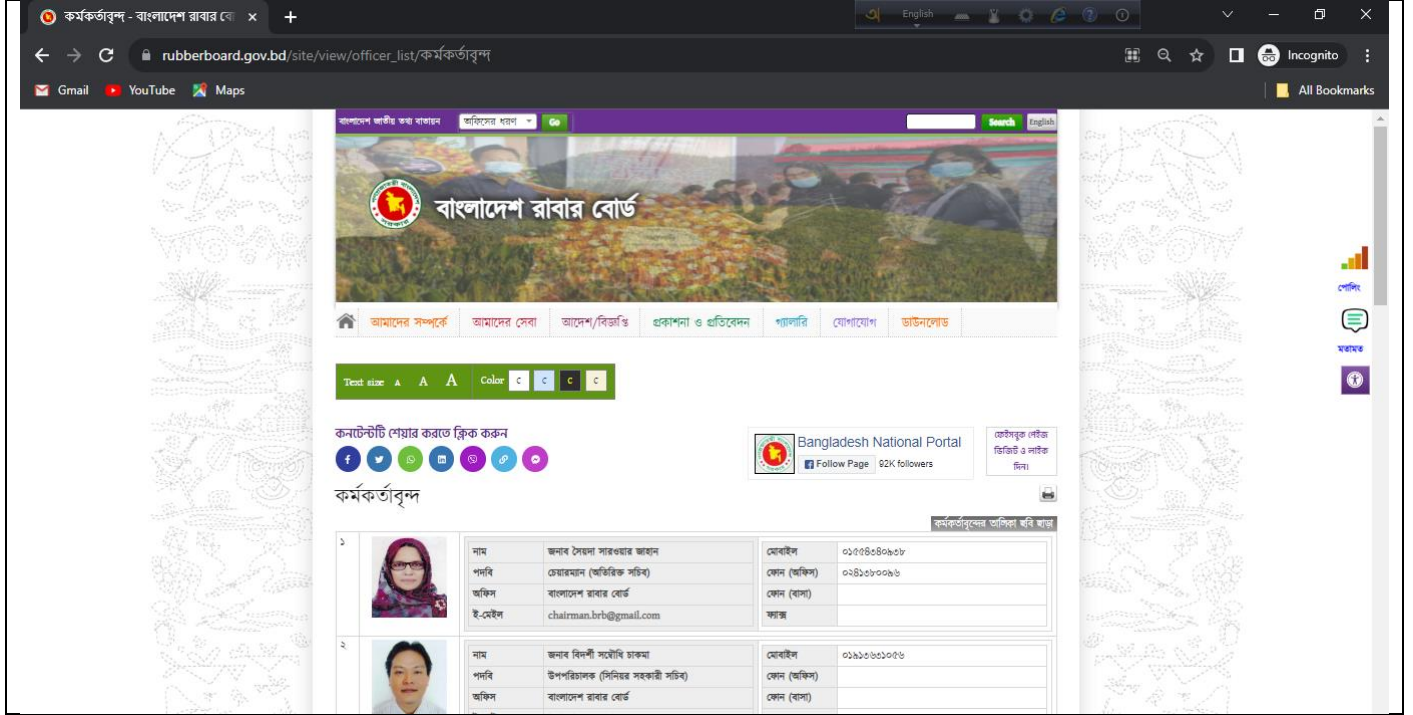 কর্মকর্তাবৃন্দ - বাংলাদেশ রাবার বো
English
rubberboard.gov.bd/site/view/officer_list/কর্মকর্তাবৃন্দ
Incognito
Gmail YouTube Maps
All Bookmarks
বাংলাদেশ জাতীয় তথ্য বাতায়ন অফিসের ধরণ Go Search English
বাংলাদেশ রাবার বোর্ড
আমাদের সম্পর্কে আমাদের সেবা আদেশ/বিজ্ঞপ্তি প্রকাশনা ও প্রতিবেদন গ্যালারি যোগাযোগ ডাউনলোড
পোলিং
মতামত
Text size A A A Color C C C C
কনটেন্টটি শেয়ার করতে ক্লিক করুন
Bangladesh National Portal
Follow Page 92K followers
ফেইসবুক পেইজ
ভিজিট ও লাইক
দিন।
কর্মকর্তাবৃন্দ
কর্মকর্তাবৃন্দের তালিকা ছবি ছাড়া
১
নাম জনাব সৈয়দা সারওয়ার জাহান মোবাইল ০১৫৫৪৩৪০৯৩৮
পদবি চেয়ারম্যান (অতিরিক্ত সচিব) ফোন (অফিস) ০২৪১৩৮০০৯৬
অফিস বাংলাদেশ রাবার বোর্ড ফোন (বাসা)
ই-মেইল chairman.brb@gmail.com ফ্যাক্স
২
নাম জনাব বিদর্শী সম্বোধি চাকমা মোবাইল ০১৯১৩৬৩১০৫৬
পদবি উপপরিচালক (সিনিয়র সহকারী সচিব) ফোন (অফিস)
অফিস বাংলাদেশ রাবার বোর্ড ফোন (বাসা)